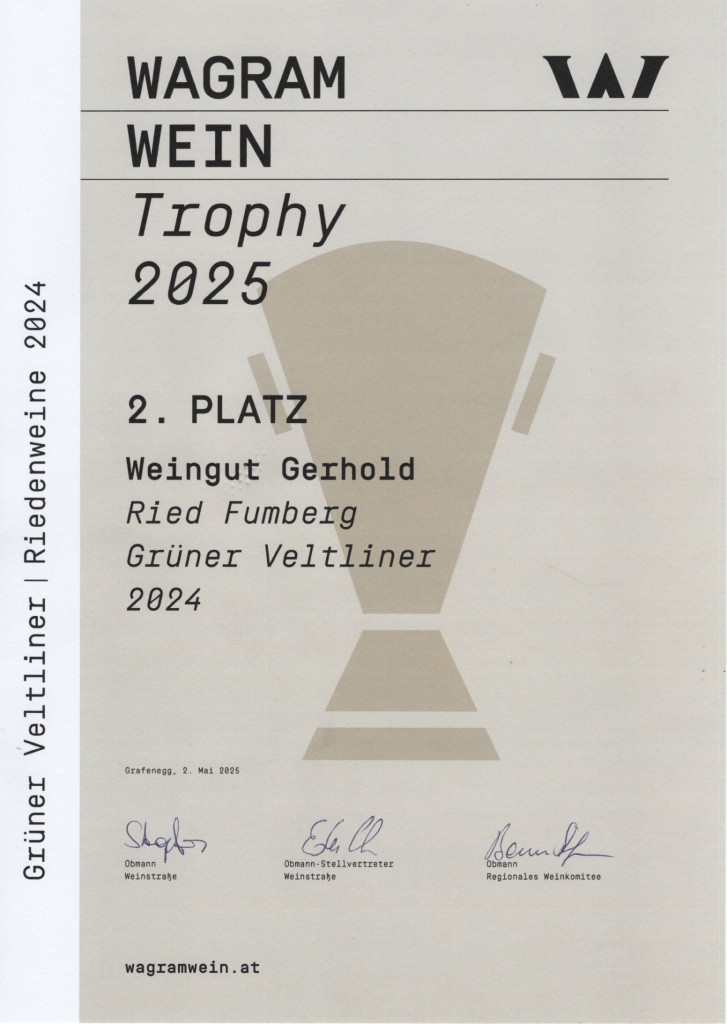 WAGRAM
WEIN
Trophy
2025
2. PLATZ
Weingut Gerhold
Ried Fumberg
Grüner Veltliner
2024
Grüner Veltliner | Riedenweine 2024
Grafenegg, 2. Mai 2025
Obmann
Weinstraße
Obmann-Stellvertreter
Weinstraße
Obmann
Regionales Weinkomitee
wagramwein.at